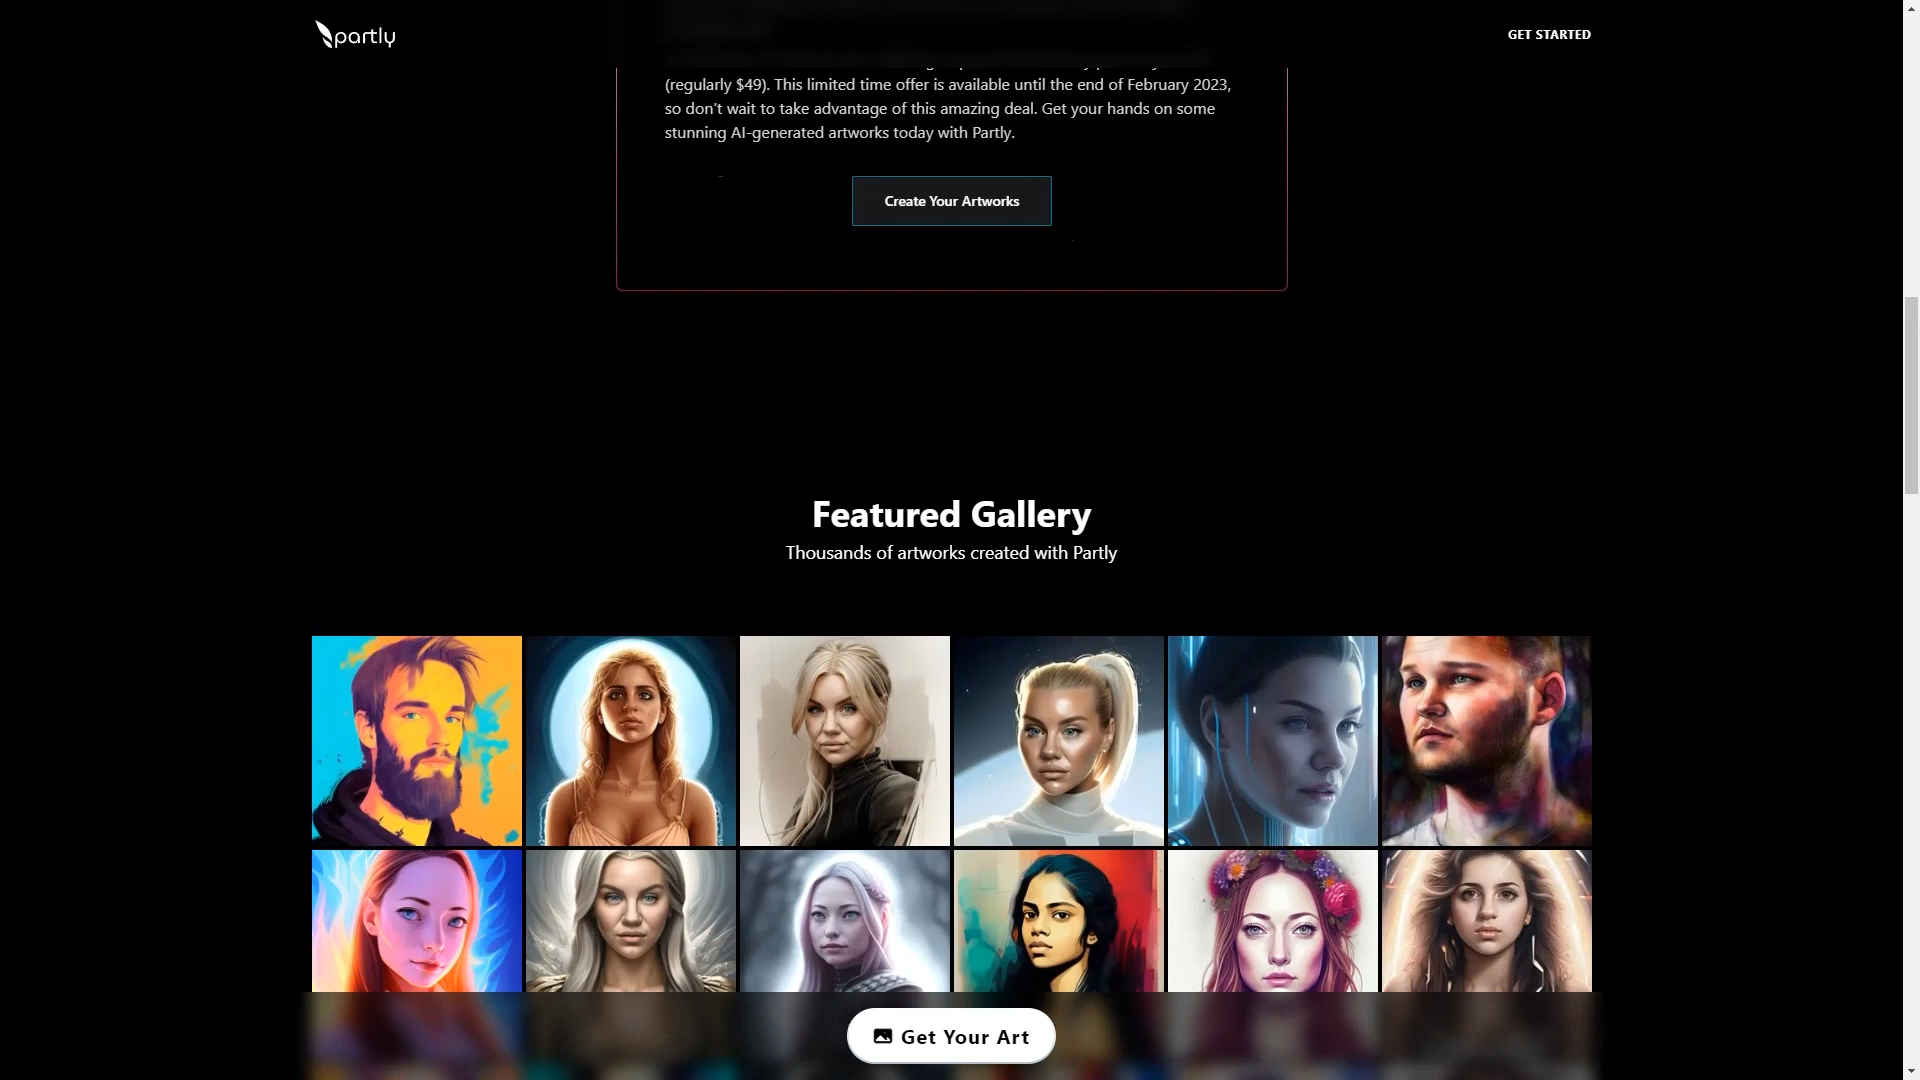 partly
GET STARTED
(regularly $49). This limited time offer is available until the end of February 2023,
so don't wait to take advantage of this amazing deal. Get your hands on some
stunning AI-generated artworks today with Partly.
Create Your Artworks
Featured Gallery
Thousands of artworks created with Partly
Get Your Art